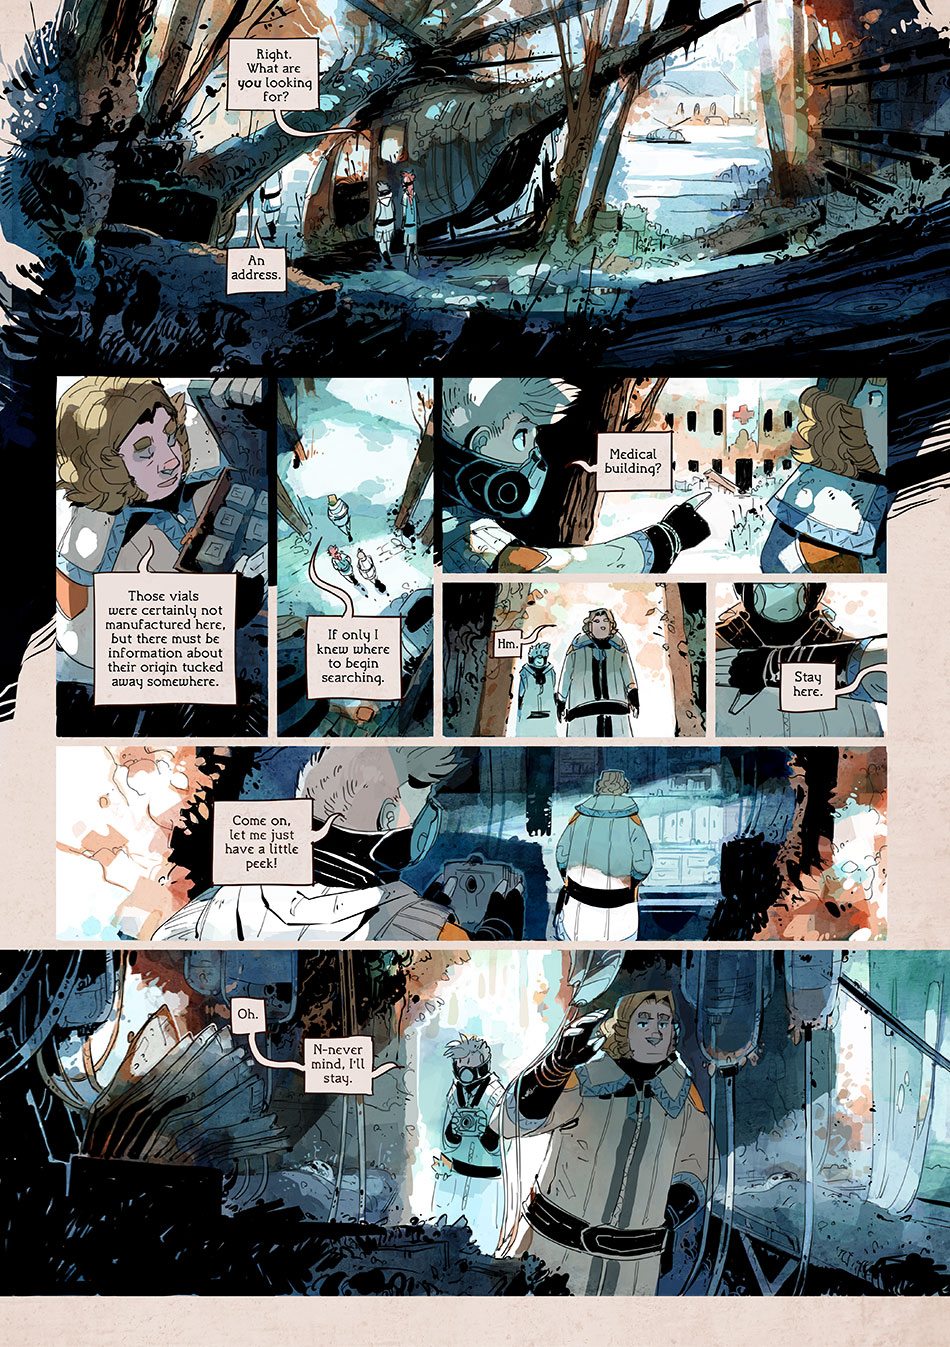 Right.
What are
you looking
for?
An
address.
Those vials
were certainly not
manufactured here,
but there must be
information about
their origin tucked
away somewhere.
If only I
knew where
to begin
searching.
Medical
building?
Hm.
Stay
here.
Come on,
let me just
have a little
peek!
Oh.
N-never
mind, I'll
stay.